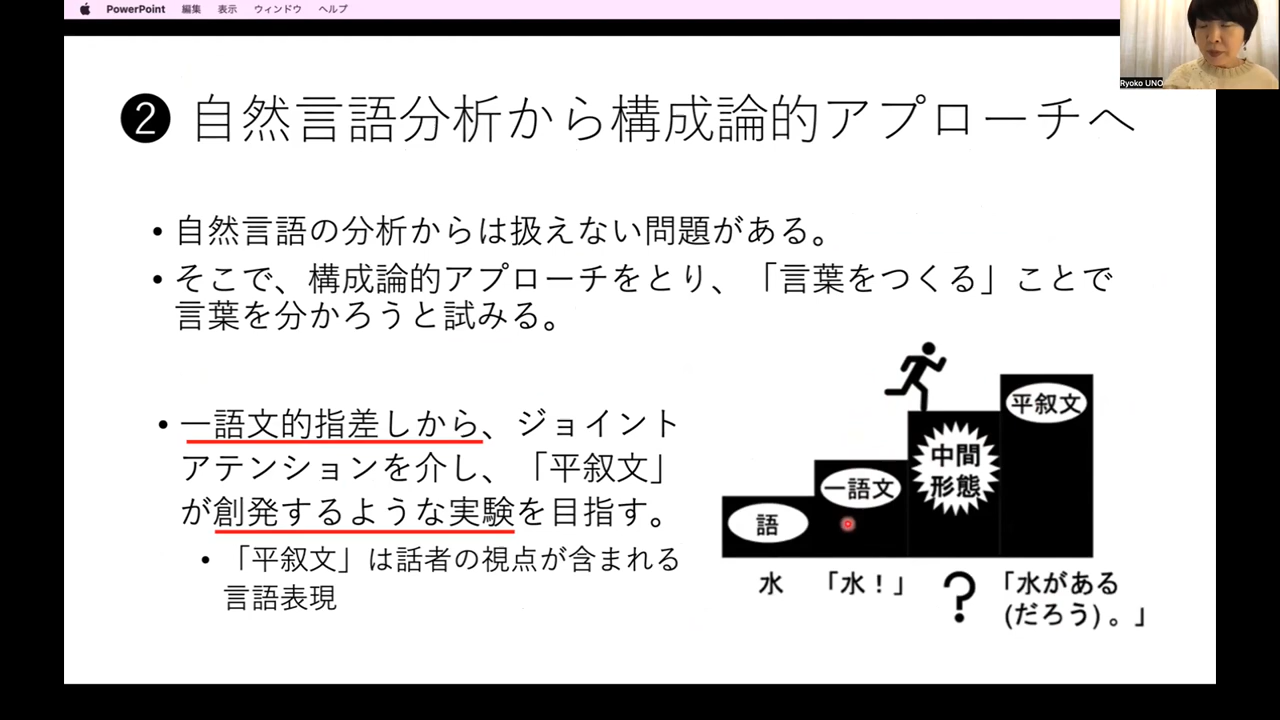 PowerPoint 編集 表示 ウィンドウ ヘルプ
Ryoko UNO
❷ 自然言語分析から構成論的アプローチへ
• 自然言語の分析からは扱えない問題がある。
• そこで、構成論的アプローチをとり、「言葉をつくる」ことで
言葉を分かろうと試みる。
• 一語文的指差しから、ジョイント
アテンションを介し、「平叙文」
が創発するような実験を目指す。
• 「平叙文」は話者の視点が含まれる
言語表現
平叙文
中間
形態
一語文
語
水 「水！」 ? 「水がある
(だろう) 。」